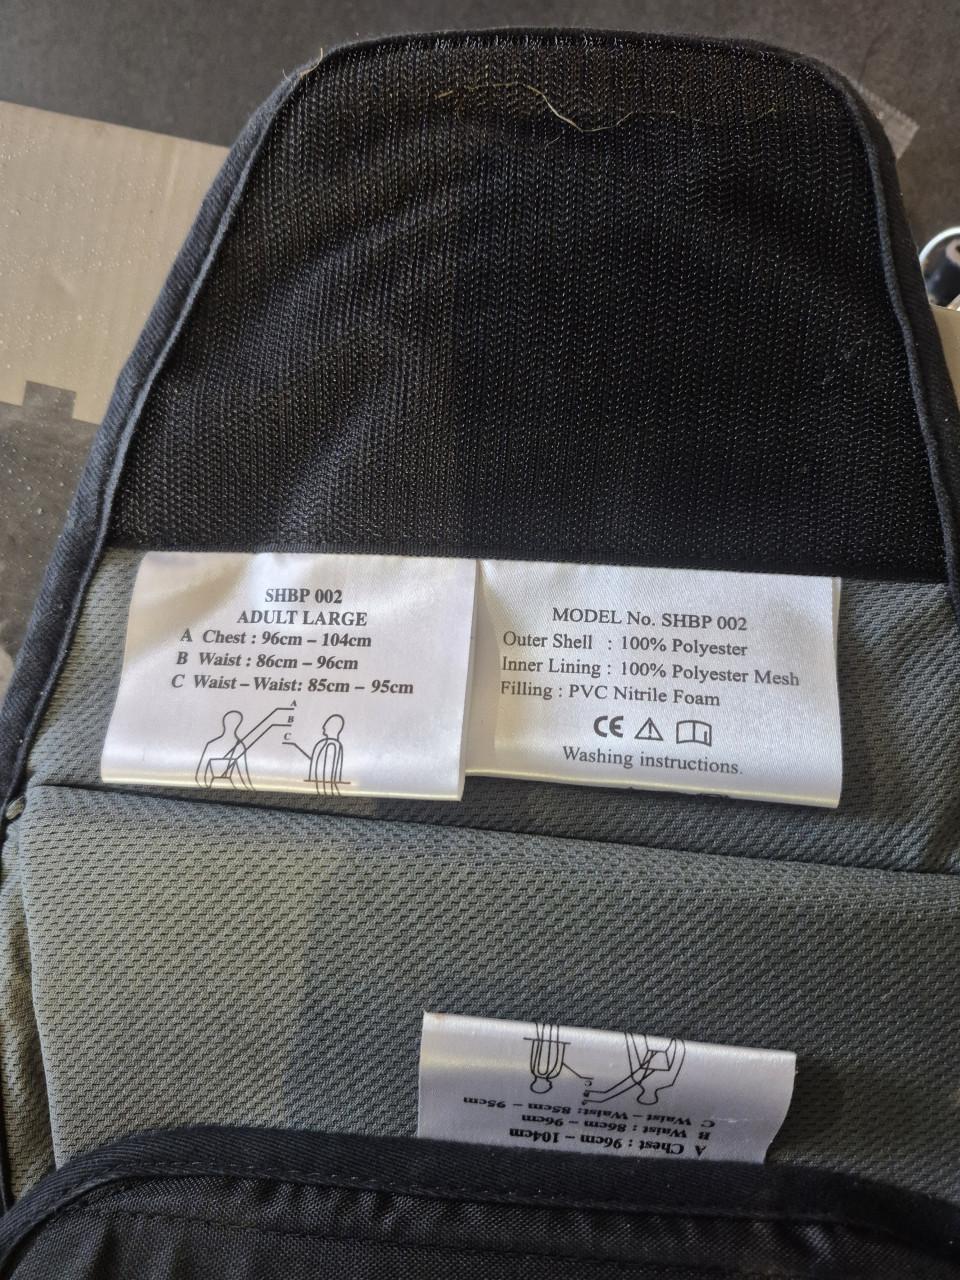 SHBP 002
ADULT LARGE
A Chest : 96cm – 104cm
B Waist : 86cm – 96cm
C Waist – Waist: 85cm – 95cm
A
B
C
MODEL No. SHBP 002
Outer Shell : 100% Polyester
Inner Lining : 100% Polyester Mesh
Filling : PVC Nitrile Foam
CE
Washing instructions.
A Chest : 96cm – 104cm
B Waist : 86cm – 96cm
C Waist – Waist: 85cm – 95cm